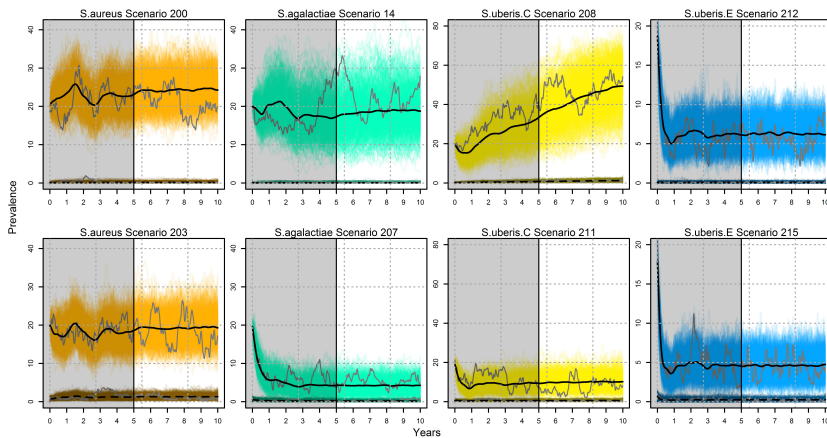 S.aureus Scenario 200
S.agalactiae Scenario 14
S.uberis.C Scenario 208
S.uberis.E Scenario 212
40
30
20
10
0
0 1 2 3 4 5 6 7 8 9 10
40
30
20
10
0
0 1 2 3 4 5 6 7 8 9 10
80
60
40
20
0
0 1 2 3 4 5 6 7 8 9 10
20
15
10
5
0
0 1 2 3 4 5 6 7 8 9 10
Prevalence
S.aureus Scenario 203
S.agalactiae Scenario 207
S.uberis.C Scenario 211
S.uberis.E Scenario 215
40
30
20
10
0
0 1 2 3 4 5 6 7 8 9 10
40
30
20
10
0
0 1 2 3 4 5 6 7 8 9 10
80
60
40
20
0
0 1 2 3 4 5 6 7 8 9 10
20
15
10
5
0
0 1 2 3 4 5 6 7 8 9 10
Years